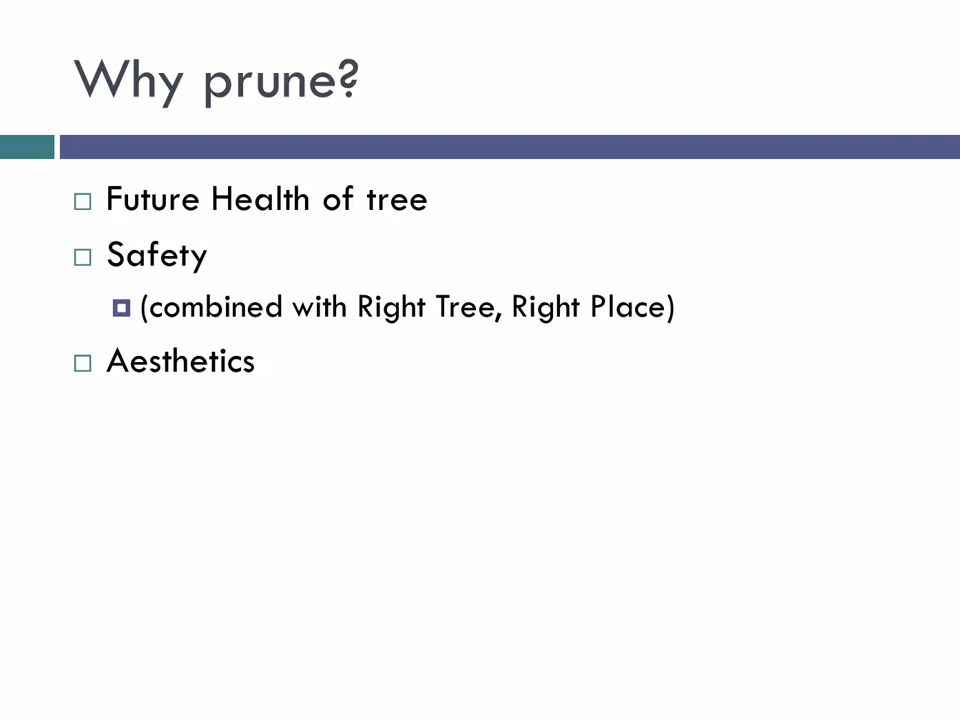 Why prune?
Future Health of tree
Safety
(combined with Right Tree, Right Place)
Aesthetics